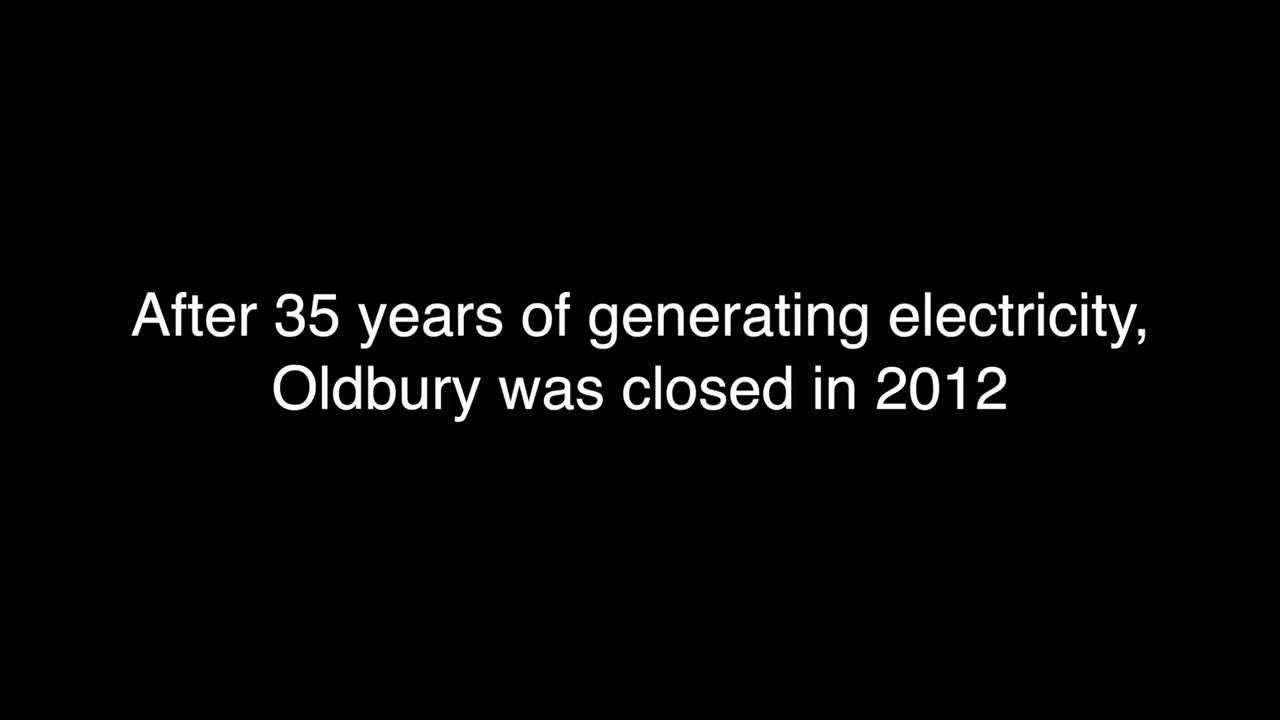 After 35 years of generating electricity,
Oldbury was closed in 2012